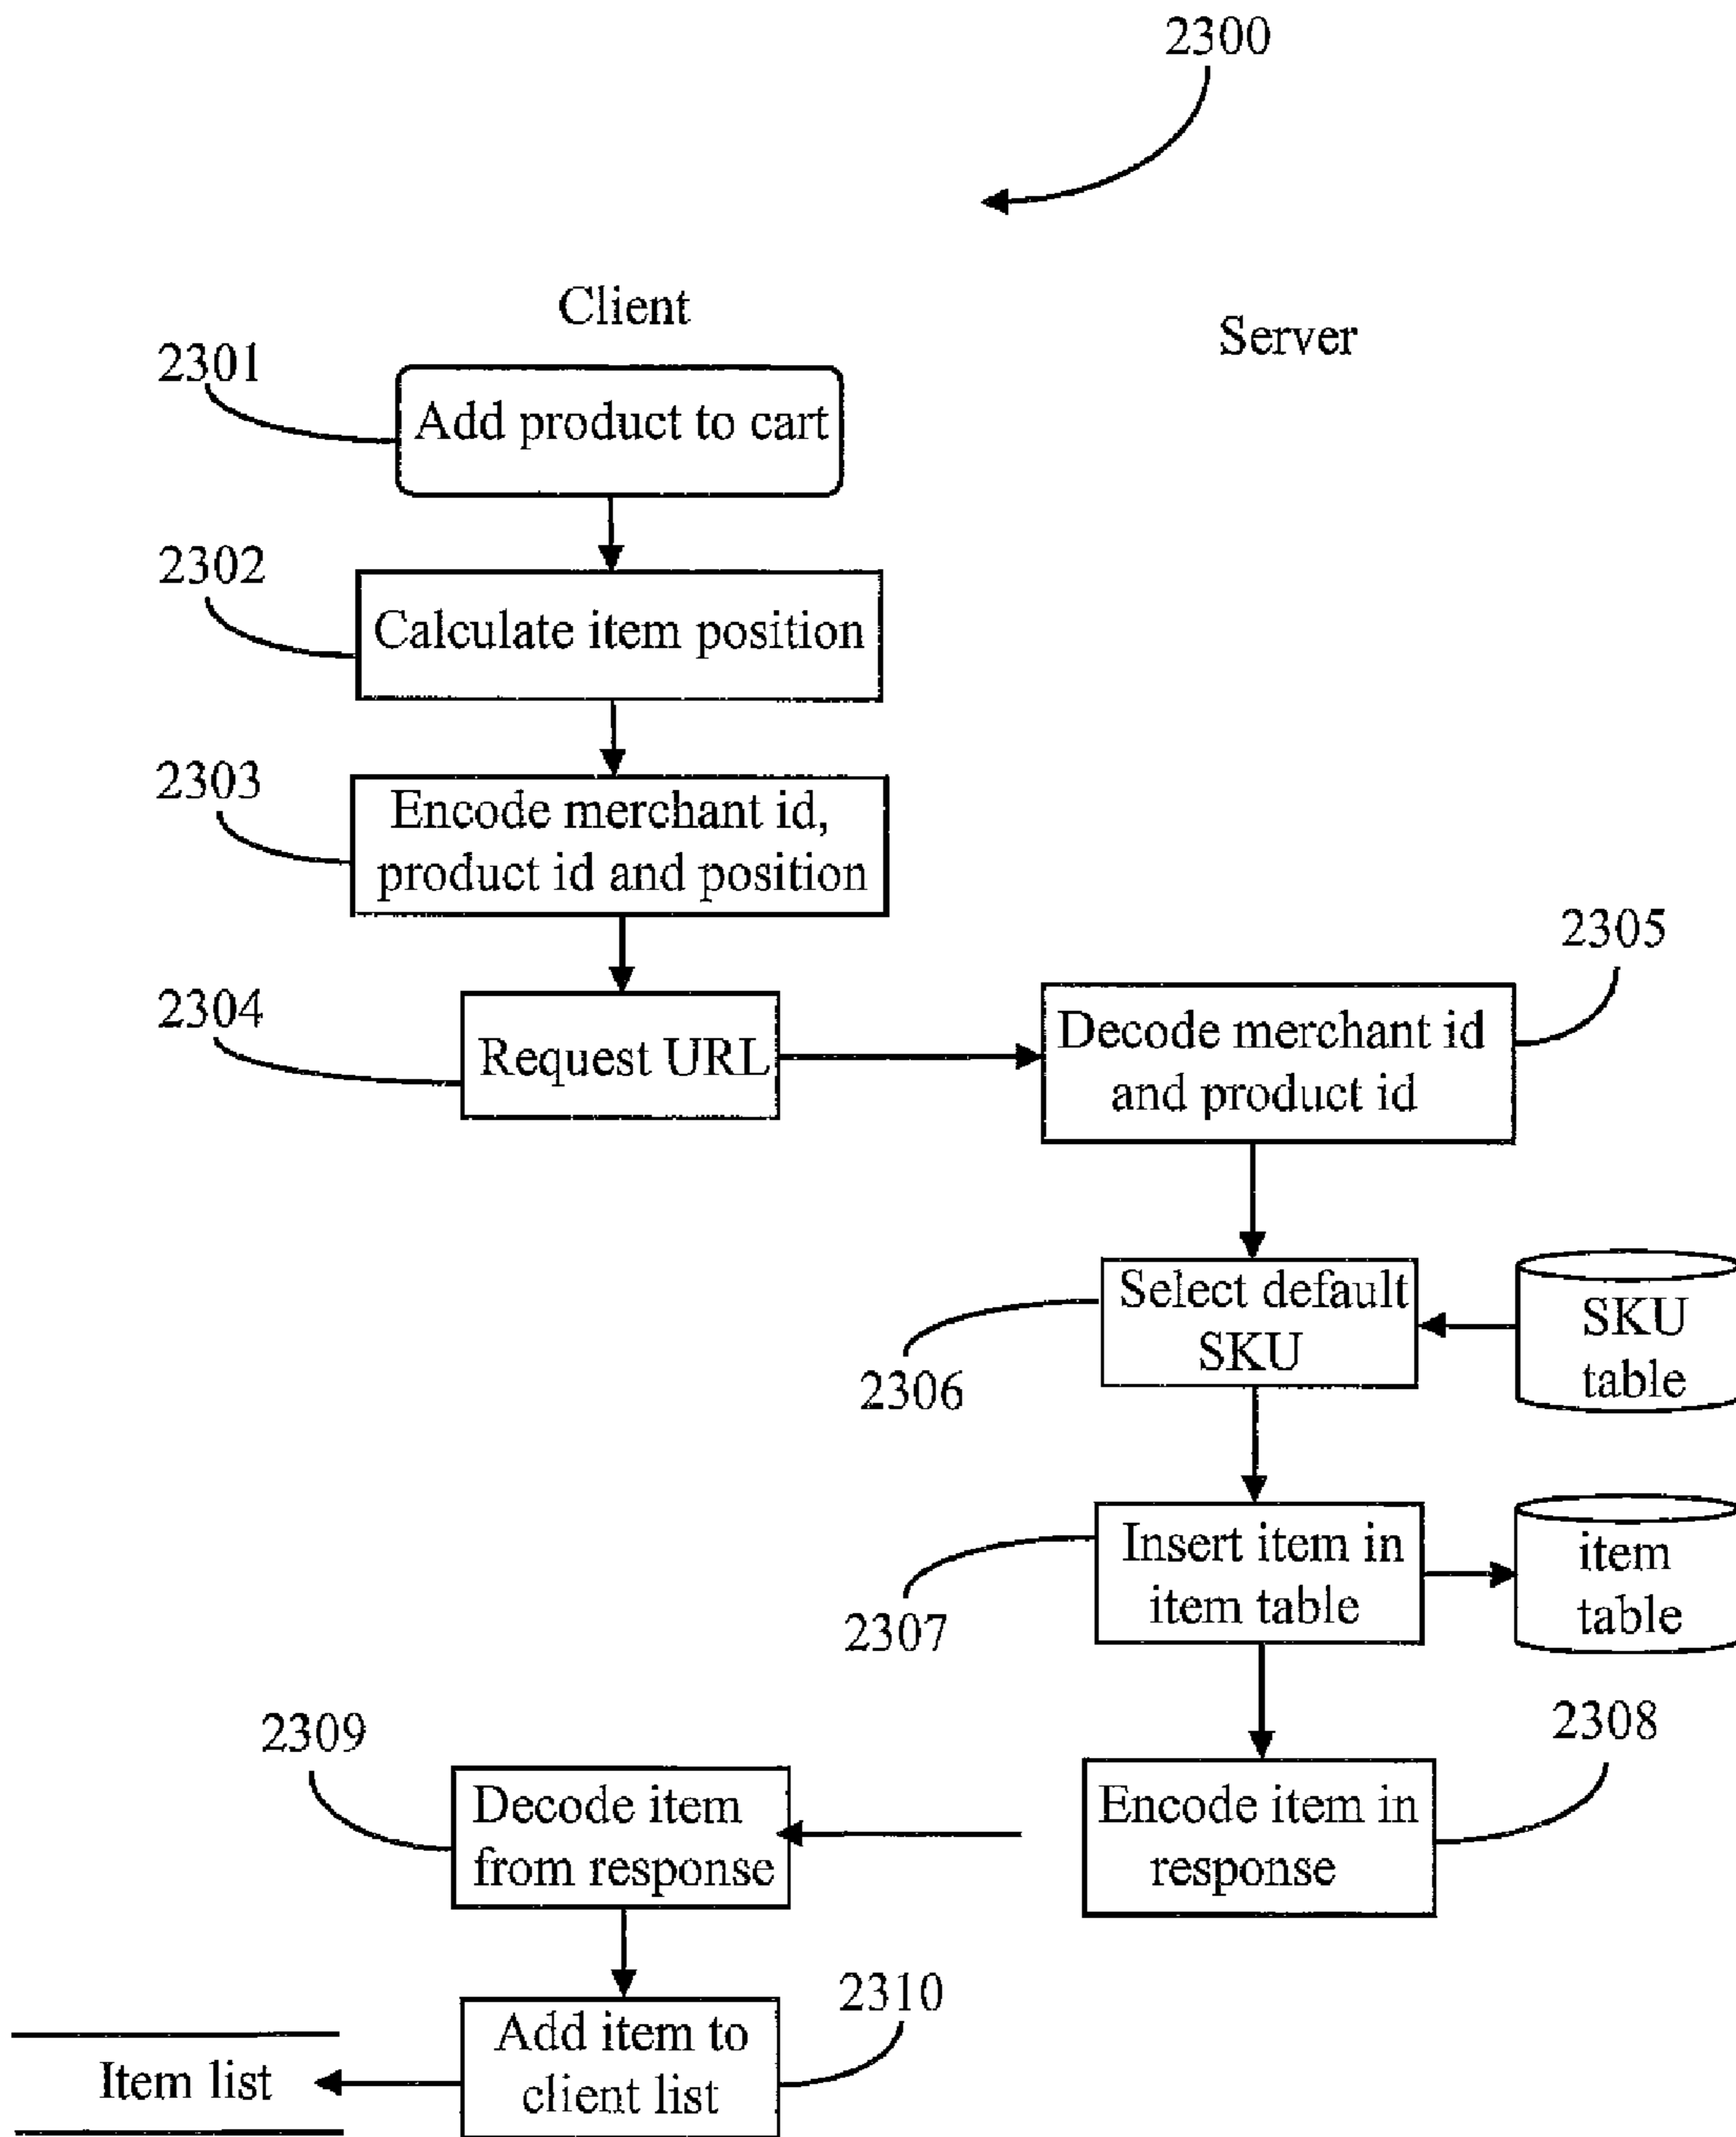 2300
Client
Server
2301
Add product to cart
2302
Calculate item position
2303
Encode merchant id,
product id and position
2304
Request URL
2305
Decode merchant id
and product id
2306
Select default
SKU
SKU
table
2307
Insert item in
item table
item
table
2308
Encode item in
response
2309
Decode item
from response
2310
Add item to
client list
Item list